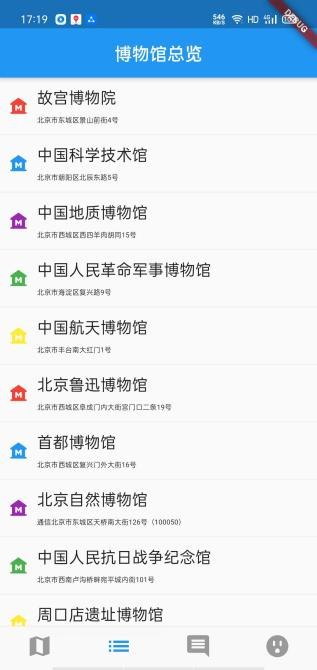 17:19
546
KB/S
HD
4G
DEBUG
博物馆总览
故宫博物院
北京市东城区景山前街4号
中国科学技术馆
北京市朝阳区北辰东路5号
中国地质博物馆
北京市西城区西四羊肉胡同15号
中国人民革命军事博物馆
北京市海淀区复兴路9号
中国航天博物馆
北京市丰台南大红门1号
北京鲁迅博物馆
北京市西城区阜成门内大街宫门口二条19号
首都博物馆
北京市西城区复兴门外大街16号
北京自然博物馆
通信北京市东城区天桥南大街126号（100050）
中国人民抗日战争纪念馆
北京市西南卢沟桥畔宛平城内街101号
周口店遗址博物馆